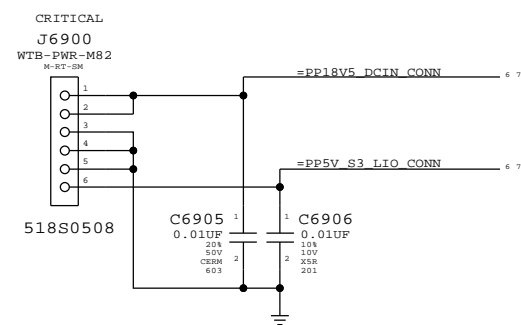 CRITICAL
J6900
WTB-PWR-M82
M-RT-SM
1
2
3
4
5
6
518S0508
=PP18V5_DCIN_CONN 6 7
=PP5V_S3_LIO_CONN 6 7
C6905 1
0.01UF
20%
50V 2
CERM
603
1 C6906
0.01UF
10%
2 10V
X5R
201